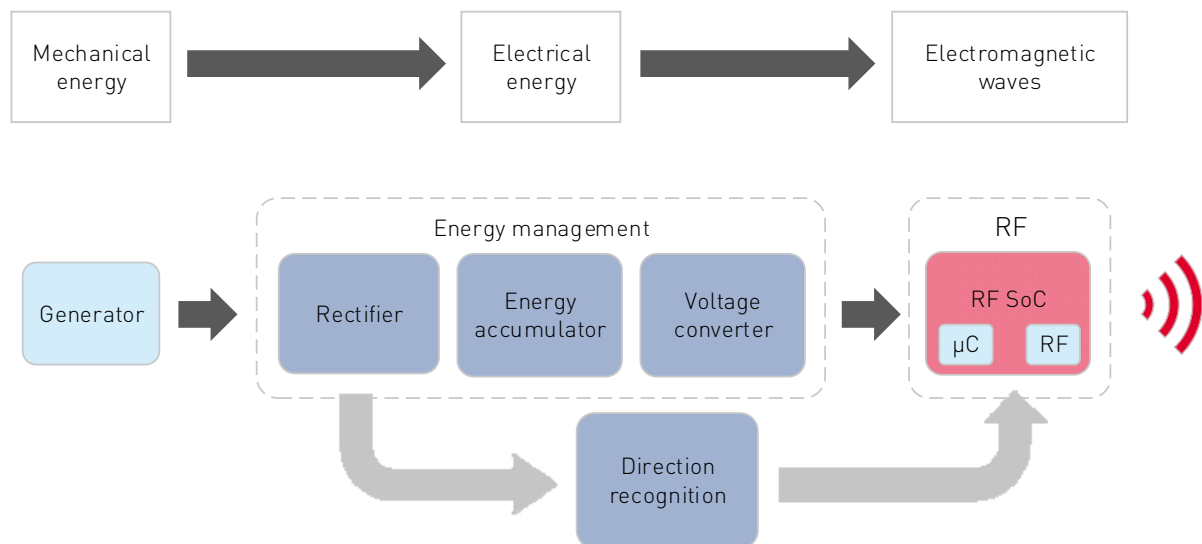 Mechanical
energy
Electrical
energy
Electromagnetic
waves
Energy management
RF
Generator
Rectifier
Energy
accumulator
Voltage
converter
RF SoC
µC
RF
Direction
recognition